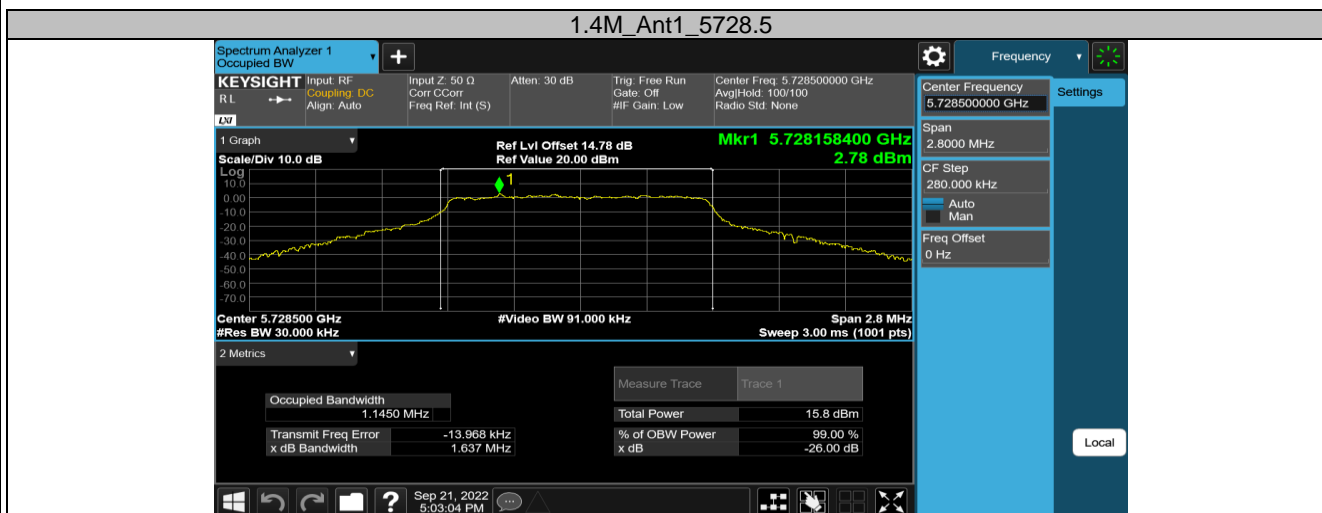 1.4M_Ant1_5728.5
Spectrum Analyzer 1
Occupied BW
+
Frequency
KEYSIGHT
R L
LXI
Input: RF
Coupling: DC
Align: Auto
Input Z: 50 Ω
Corr CCorr
Freq Ref: Int (S)
Atten: 30 dB
Trig: Free Run
Gate: Off
#IF Gain: Low
Center Freq: 5.728500000 GHz
Avg|Hold: 100/100
Radio Std: None
Center Frequency
5.728500000 GHz
Settings
Span
2.8000 MHz
CF Step
280.000 kHz
Auto
Man
Freq Offset
0 Hz
Local
1 Graph
Scale/Div 10.0 dB
Ref Lvl Offset 14.78 dB
Ref Value 20.00 dBm
Mkr1 5.728158400 GHz
2.78 dBm
Log
10.0
0.00
-10.0
-20.0
-30.0
-40.0
-50.0
-60.0
-70.0
1
Center 5.728500 GHz
#Res BW 30.000 kHz
#Video BW 91.000 kHz
Span 2.8 MHz
Sweep 3.00 ms (1001 pts)
2 Metrics
Measure Trace Trace 1
Occupied Bandwidth
1.1450 MHz
Total Power 15.8 dBm
Transmit Freq Error -13.968 kHz
x dB Bandwidth 1.637 MHz
% of OBW Power 99.00 %
x dB -26.00 dB
?
Sep 21, 2022
5:03:04 PM